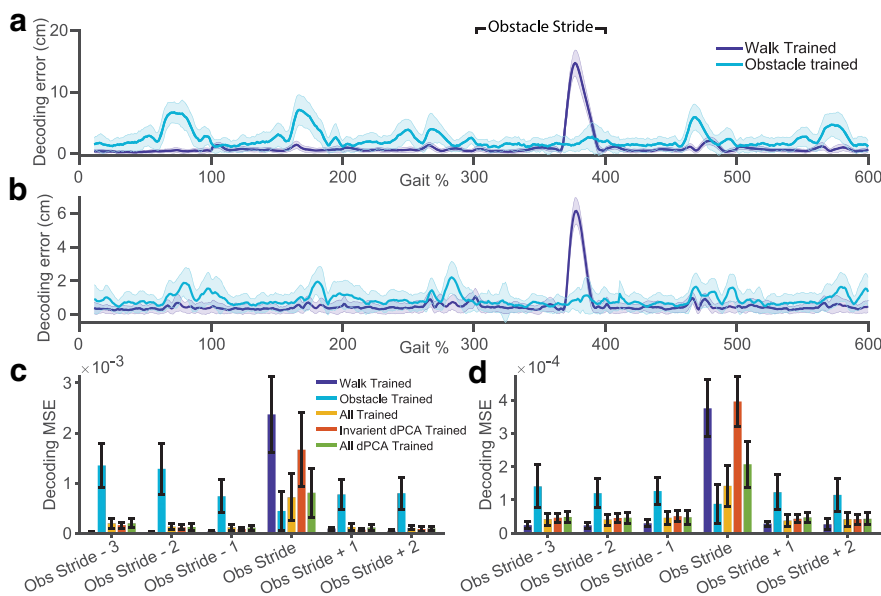 a
Obstacle Stride
Walk Trained
Obstacle trained
Decoding error (cm)
20
10
0
0 100 200 300 400 500 600
Gait %
b
Decoding error (cm)
6
4
2
0
0 100 200 300 400 500 600
Gait %
c
×10⁻³
Decoding MSE
3
2
1
0
Walk Trained
Obstacle Trained
All Trained
Invarient dPCA Trained
All dPCA Trained
Obs Stride - 3
Obs Stride - 2
Obs Stride - 1
Obs Stride
Obs Stride + 1
Obs Stride + 2
d
×10⁻⁴
Decoding MSE
4
3
2
1
0
Obs Stride - 3
Obs Stride - 2
Obs Stride - 1
Obs Stride
Obs Stride + 1
Obs Stride + 2